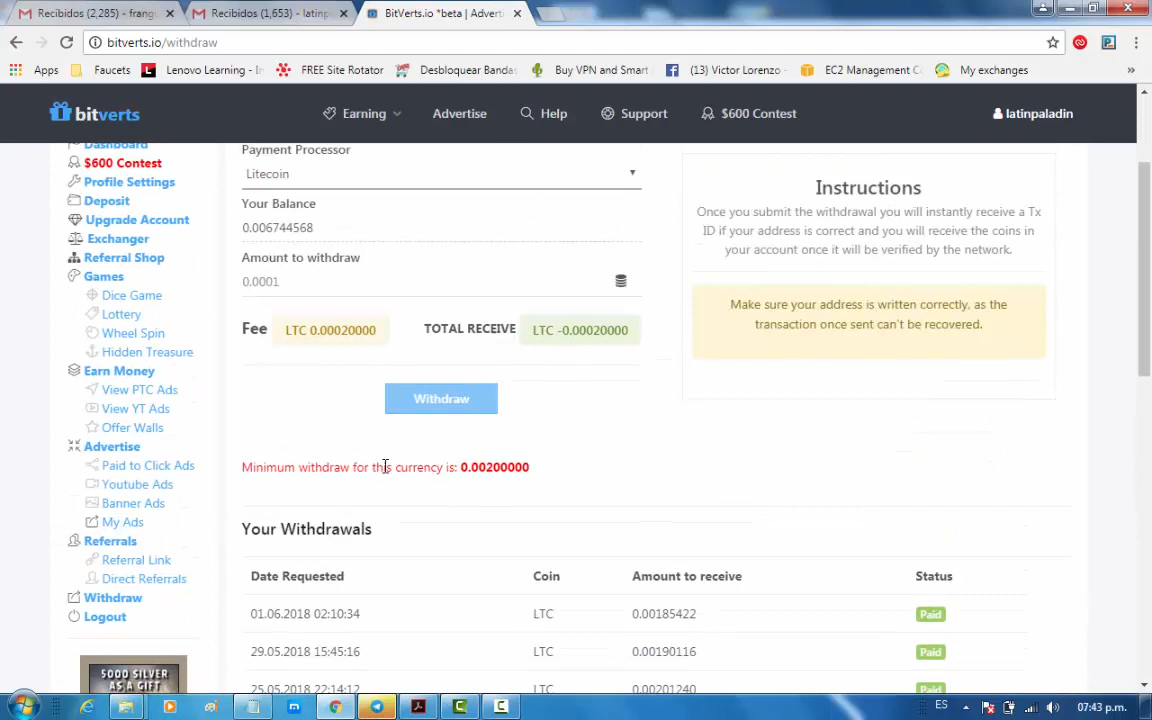 Recibidos (2,285) - frangu
Recibidos (1,653) - latinp
BitVerts.io *beta | Advert
bitverts.io/withdraw
Apps
Faucets
Lenovo Learning - In
FREE Site Rotator
Desbloquear Bandas
Buy VPN and Smart
(13) Victor Lorenzo
EC2 Management Co
My exchanges
»
bitverts
Earning
Advertise
Help
Support
$600 Contest
latinpaladin
Dashboard
$600 Contest
Profile Settings
Deposit
Upgrade Account
Exchanger
Referral Shop
Games
Dice Game
Lottery
Wheel Spin
Hidden Treasure
Earn Money
View PTC Ads
View YT Ads
Offer Walls
Advertise
Paid to Click Ads
Youtube Ads
Banner Ads
My Ads
Referrals
Referral Link
Direct Referrals
Withdraw
Logout
5000 SILVER
AS A GIFT
Payment Processor
Litecoin
Your Balance
0.006744568
Amount to withdraw
0.0001
Fee LTC 0.00020000 TOTAL RECEIVE LTC -0.00020000
Withdraw
Minimum withdraw for this currency is: 0.00200000
Instructions
Once you submit the withdrawal you will instantly receive a Tx
ID if your address is correct and you will receive the coins in
your account once it will be verified by the network.
Make sure your address is written correctly, as the
transaction once sent can't be recovered.
Your Withdrawals
Date Requested Coin Amount to receive Status
01.06.2018 02:10:34 LTC 0.00185422 Paid
29.05.2018 15:45:16 LTC 0.00190116 Paid
25.05.2018 22:14:12 LTC 0.00201240 Paid
ES
07:43 p.m.